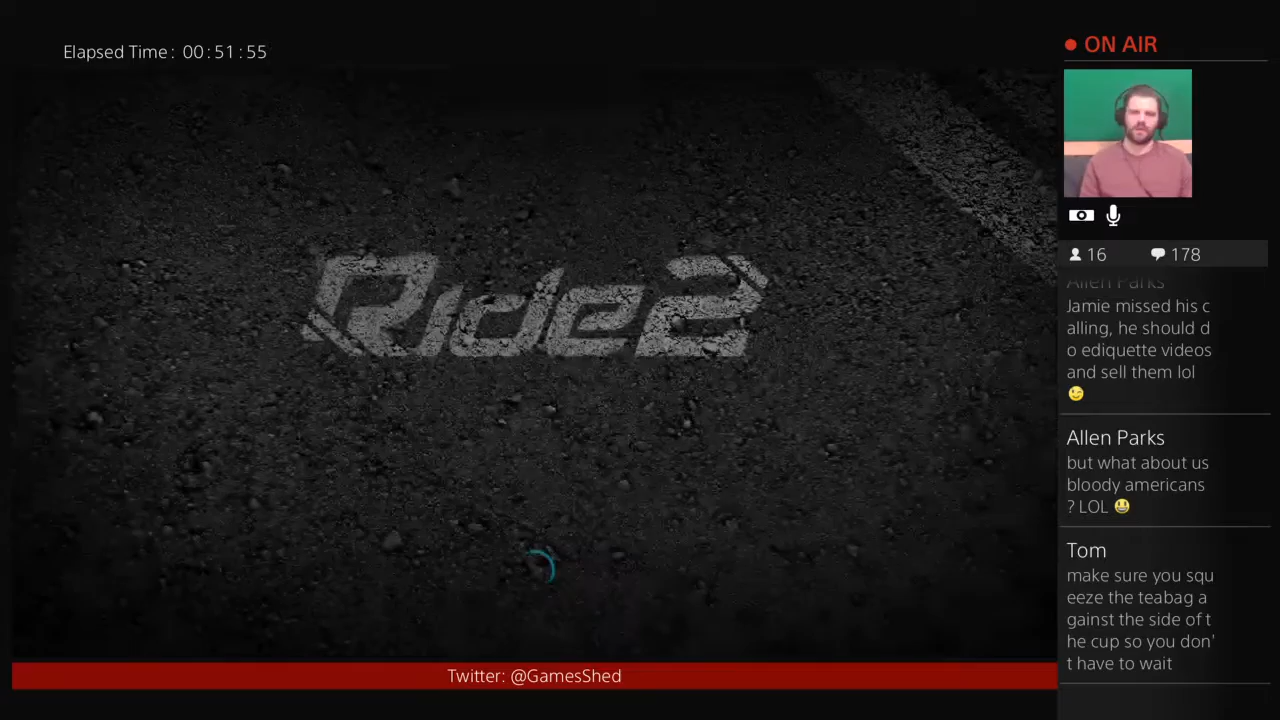 Elapsed Time: 00:51:55
ON AIR
16 178
Allen Parks
Jamie missed his c
alling, he should d
o ediquette videos
and sell them lol
😉
Ride2
Allen Parks
but what about us
bloody americans
? LOL 😃
Tom
make sure you squ
eeze the teabag a
gainst the side of t
he cup so you don'
t have to wait
Twitter: @GamesShed